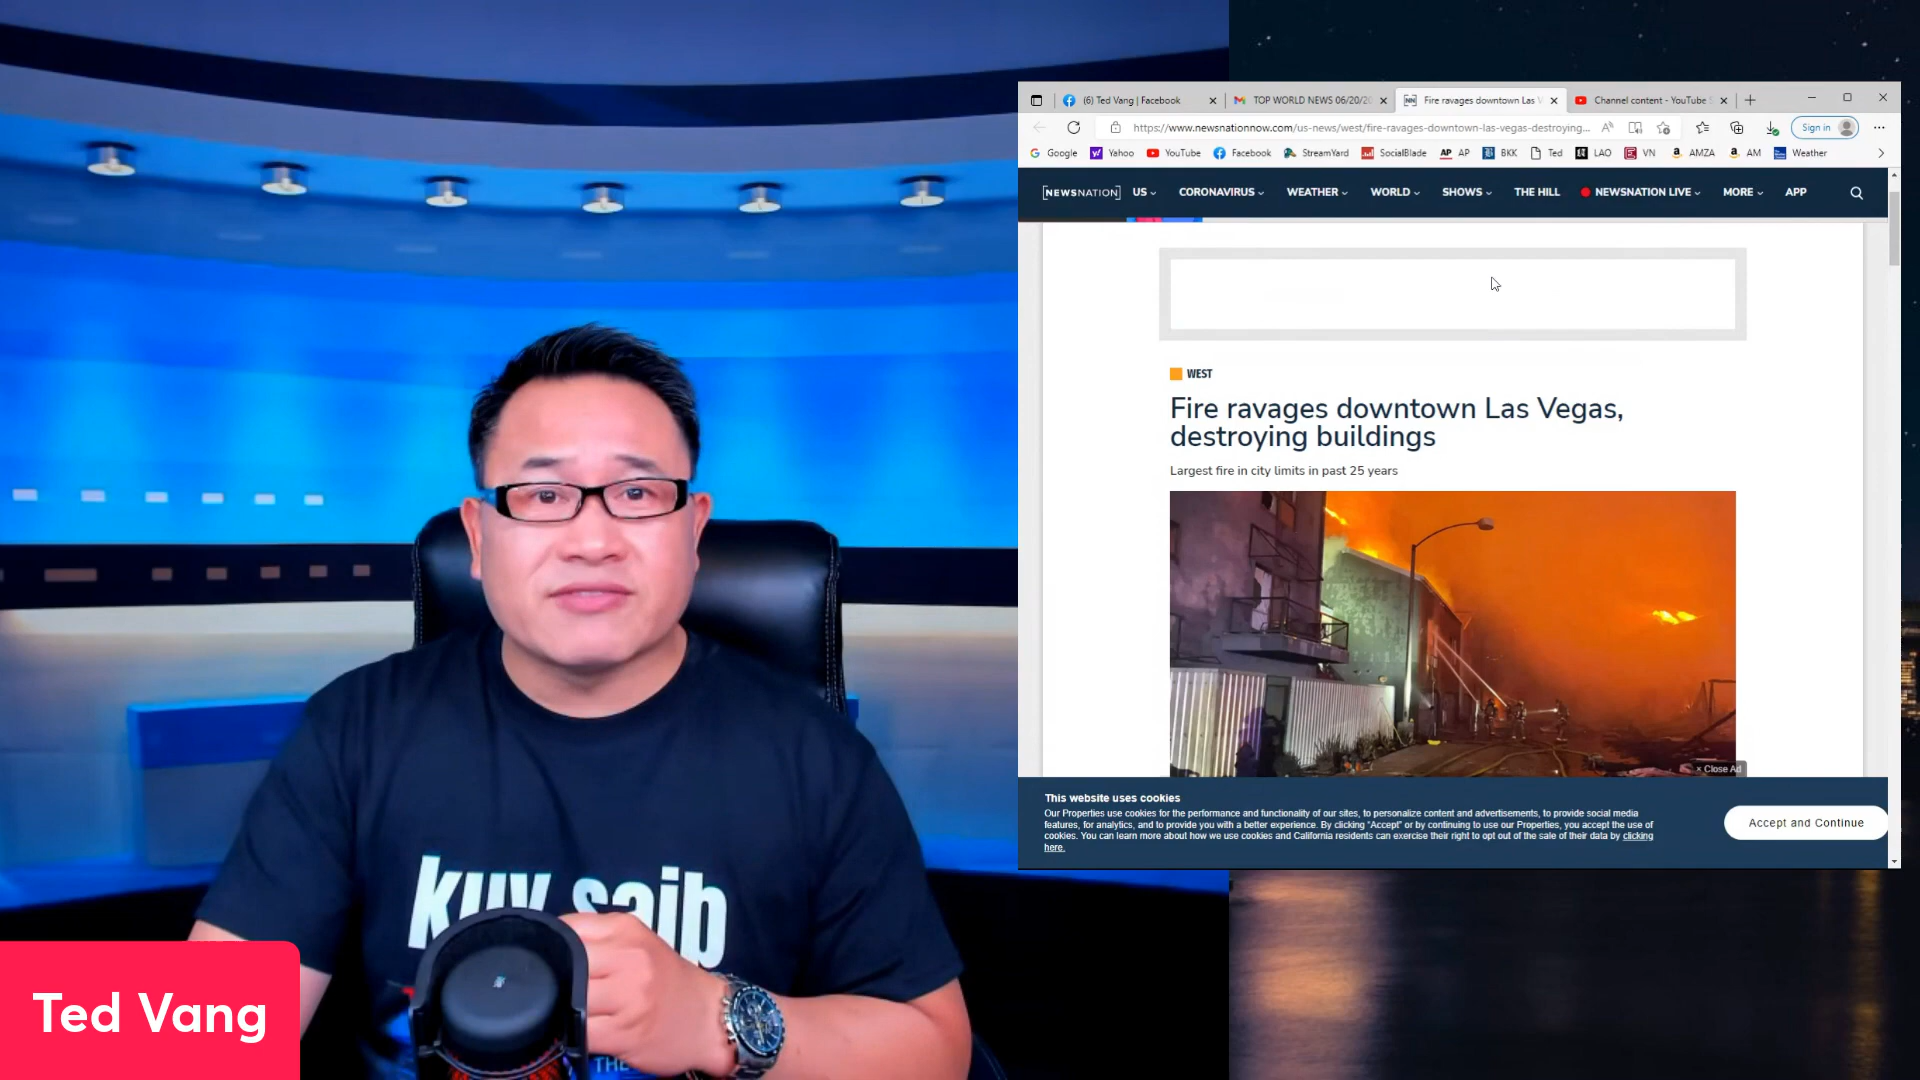 (6) Ted Vang | Facebook
TOP WORLD NEWS 06/20/20
Fire ravages downtown Las V
Channel content - YouTube S
https://www.newsnationnow.com/us-news/west/fire-ravages-downtown-las-vegas-destroying...
Sign in
Google Yahoo YouTube Facebook StreamYard SocialBlade AP AP BKK Ted LAO VN AMZA AM Weather
[NEWSNATION] US CORONAVIRUS WEATHER WORLD SHOWS THE HILL NEWSNATION LIVE MORE APP
WEST
Fire ravages downtown Las Vegas,
destroying buildings
Largest fire in city limits in past 25 years
× Close Ad
This website uses cookies
Our Properties use cookies for the performance and functionality of our sites, to personalize content and advertisements, to provide social media
features, for analytics, and to provide you with a better experience. By clicking "Accept" or by continuing to use our Properties, you accept the use of
cookies. You can learn more about how we use cookies and California residents can exercise their right to opt out of the sale of their data by clicking
here.
Accept and Continue
kuv saib
THE
Ted Vang